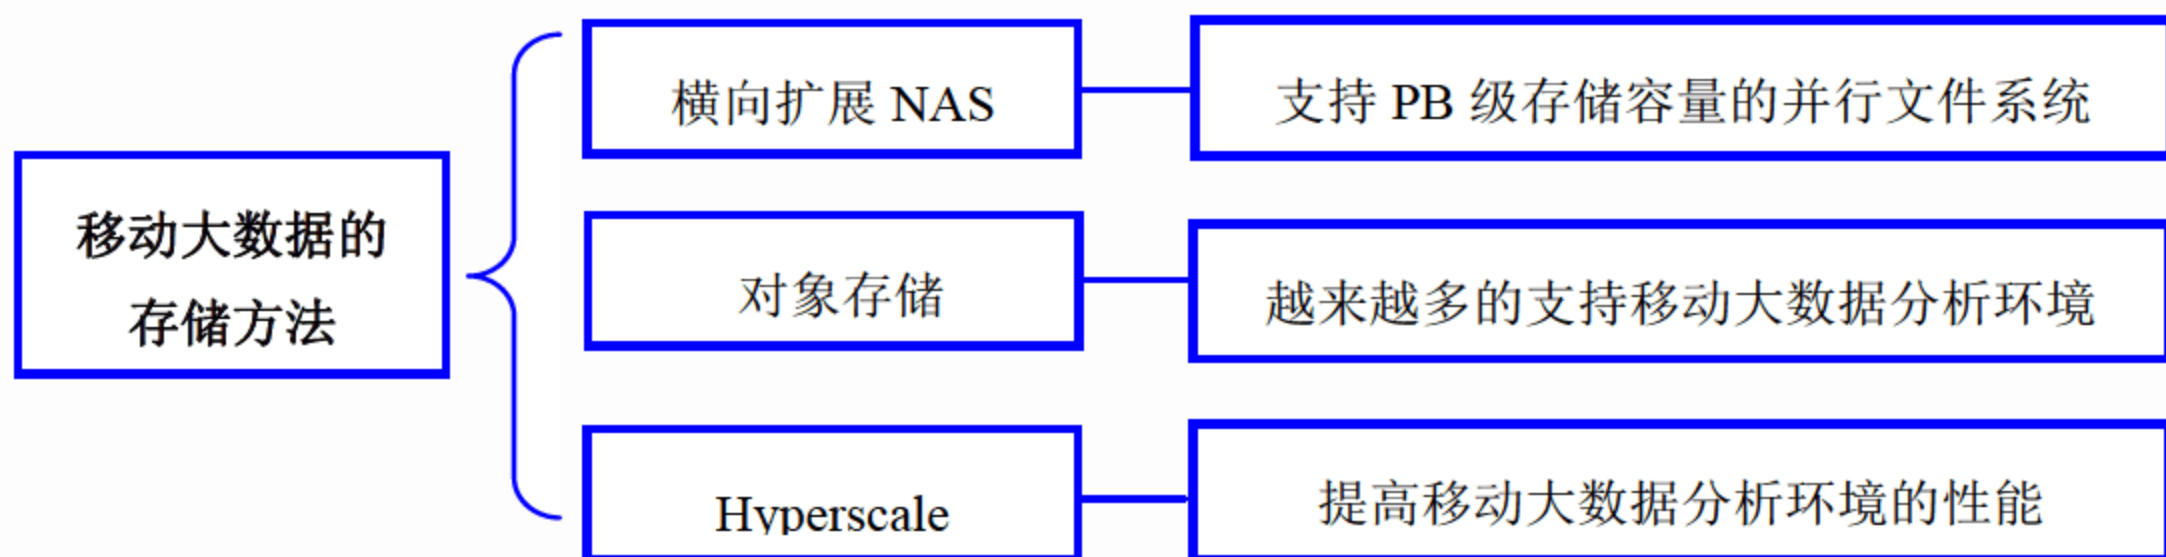 移动大数据的
存储方法
横向扩展 NAS
支持 PB 级存储容量的并行文件系统
对象存储
越来越多的支持移动大数据分析环境
Hyperscale
提高移动大数据分析环境的性能